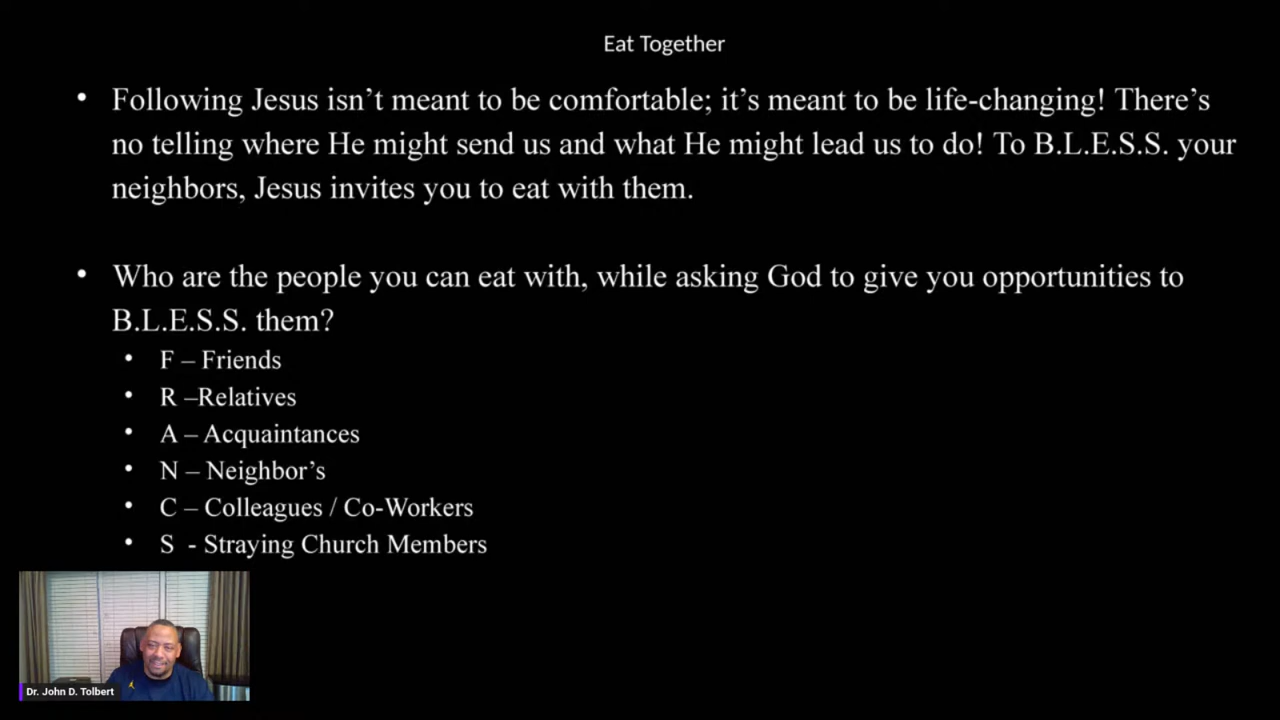 Eat Together
• Following Jesus isn’t meant to be comfortable; it’s meant to be life-changing! There’s
no telling where He might send us and what He might lead us to do! To B.L.E.S.S. your
neighbors, Jesus invites you to eat with them.
• Who are the people you can eat with, while asking God to give you opportunities to
B.L.E.S.S. them?
• F – Friends
• R –Relatives
• A – Acquaintances
• N – Neighbor’s
• C – Colleagues / Co-Workers
• S - Straying Church Members
Dr. John D. Tolbert